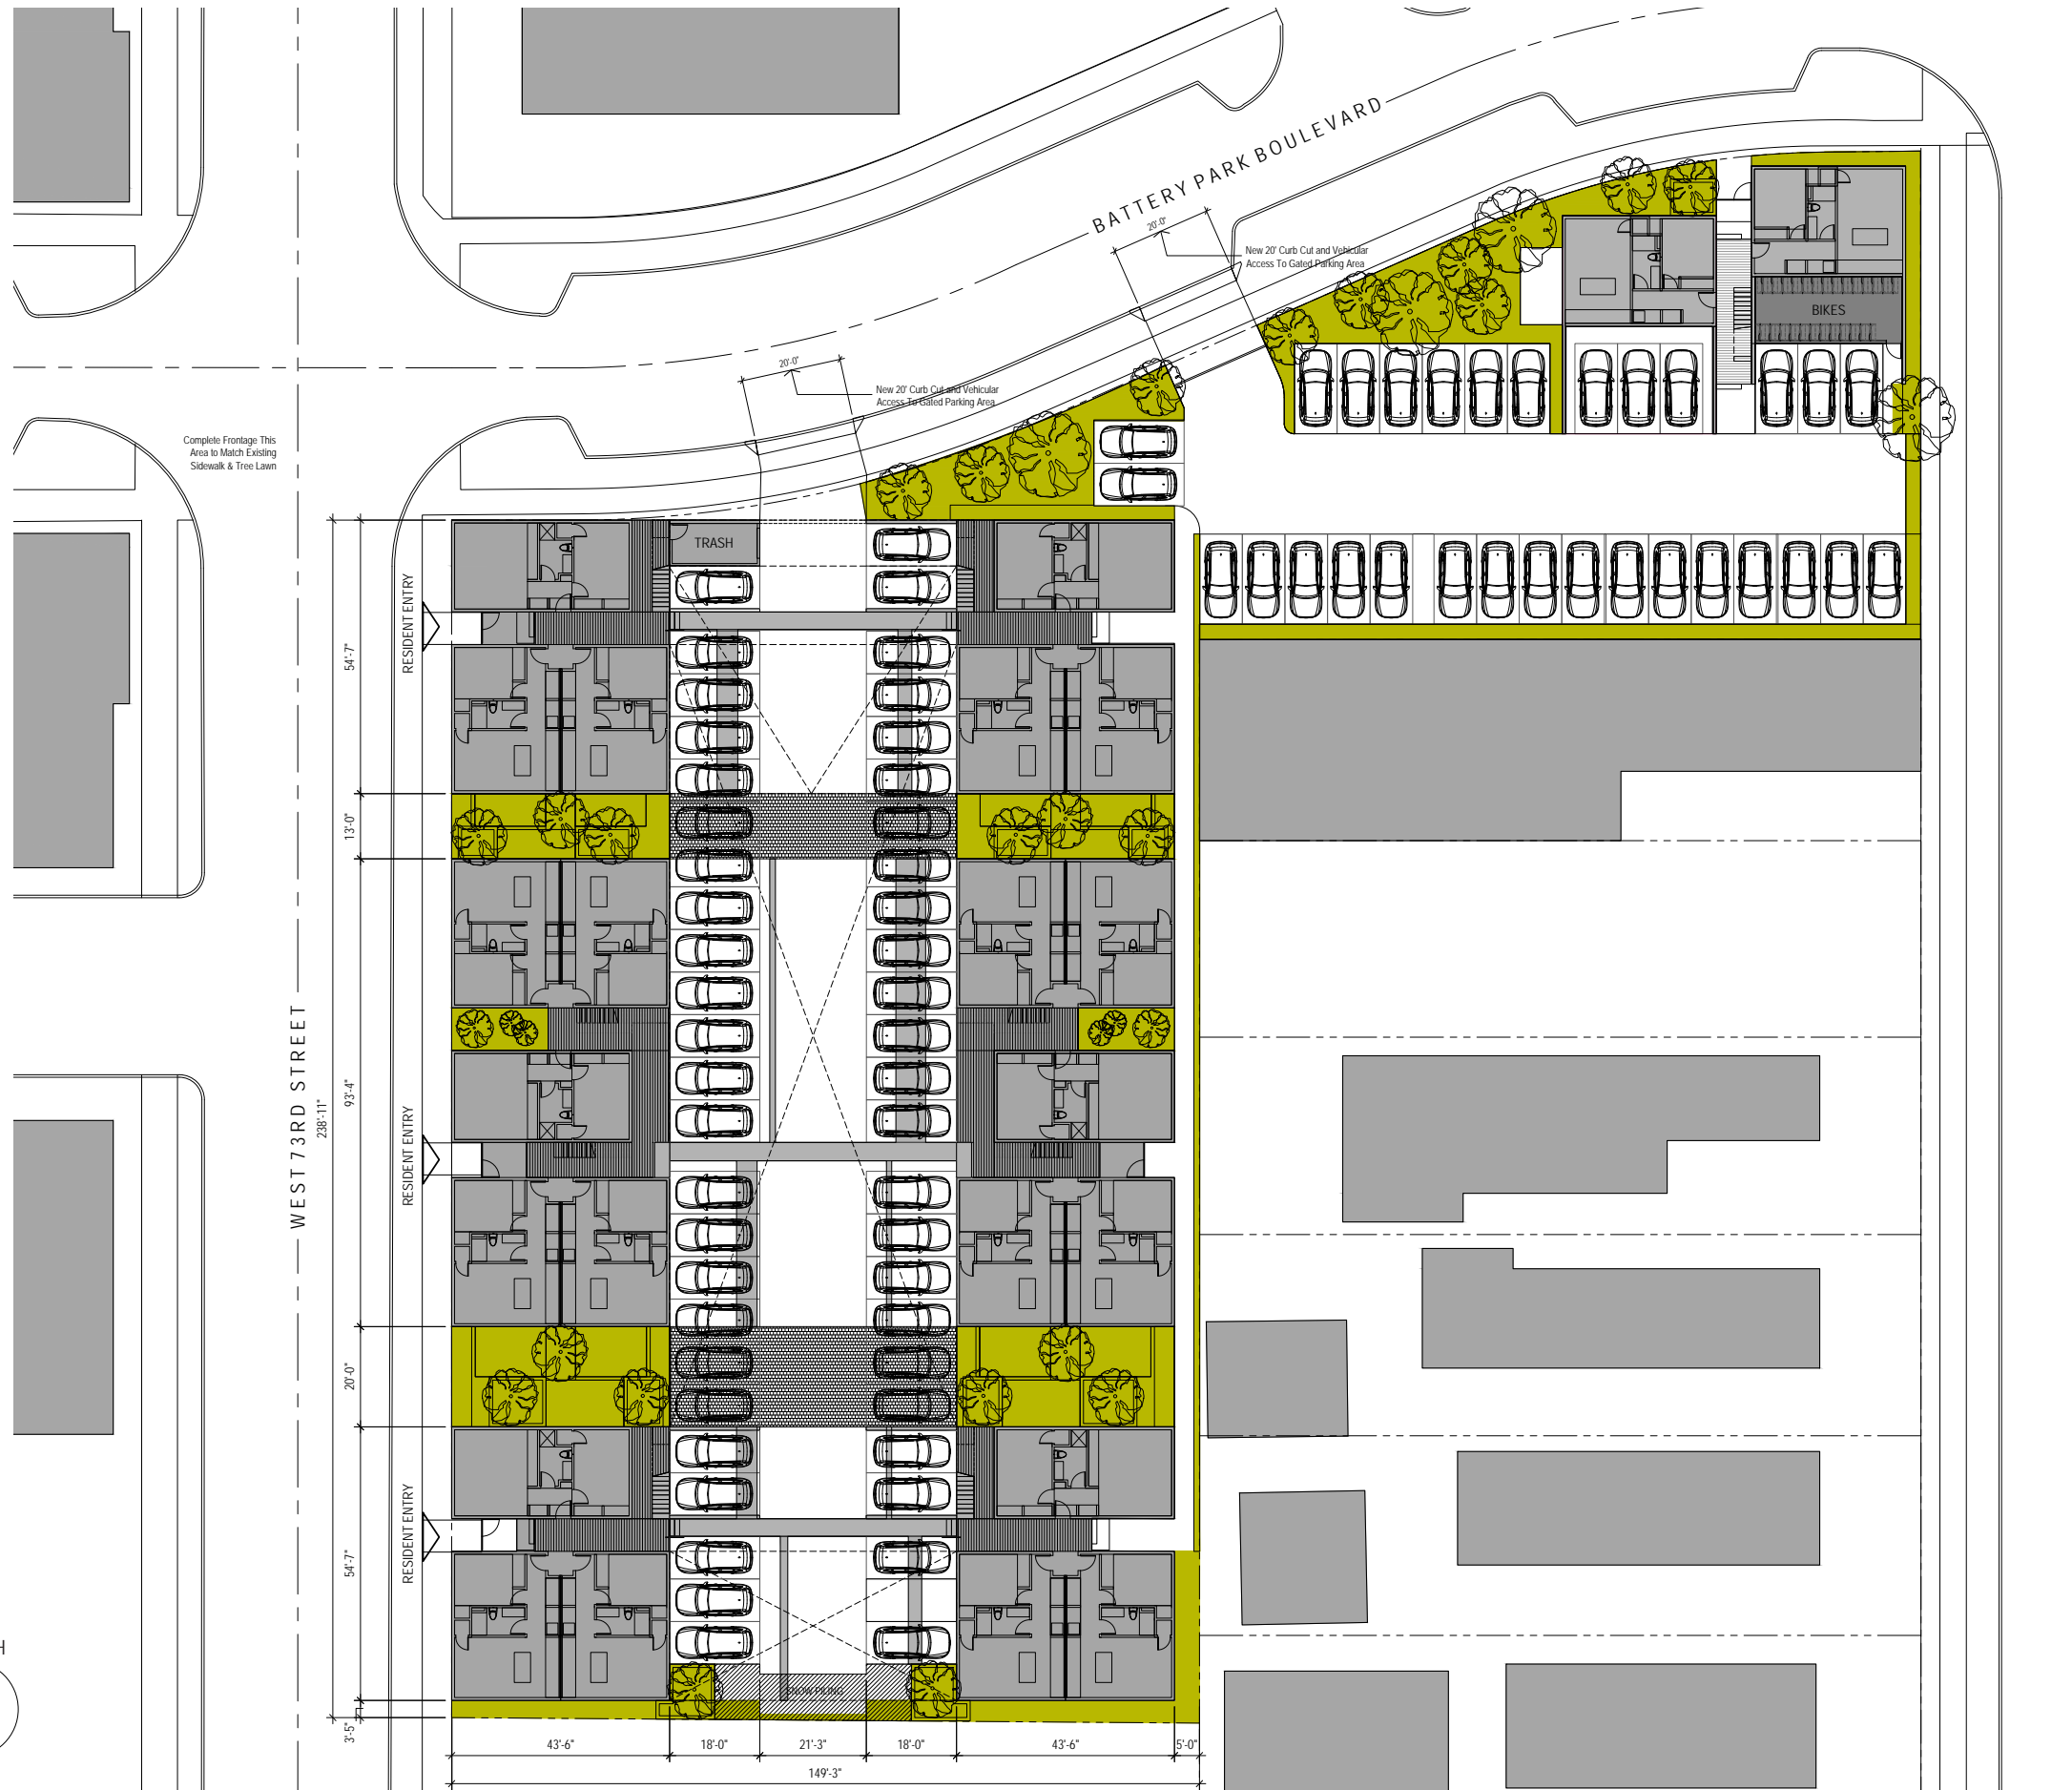 BATTERY PARK BOULEVARD
20'-0"
New 20' Curb Cut and Vehicular
Access To Gated Parking Area
BIKES
20'-0"
New 20' Curb Cut and Vehicular
Access To Gated Parking Area
Complete Frontage This
Area to Match Existing
Sidewalk & Tree Lawn
TRASH
RESIDENT ENTRY
54'-7"
13'-0"
WEST 73RD STREET
238'-11"
93'-4"
RESIDENT ENTRY
20'-0"
RESIDENT ENTRY
54'-7"
H
SNOW PILING
3'-5"
43'-6"
18'-0"
21'-3"
18'-0"
43'-6"
5'-0"
149'-3"